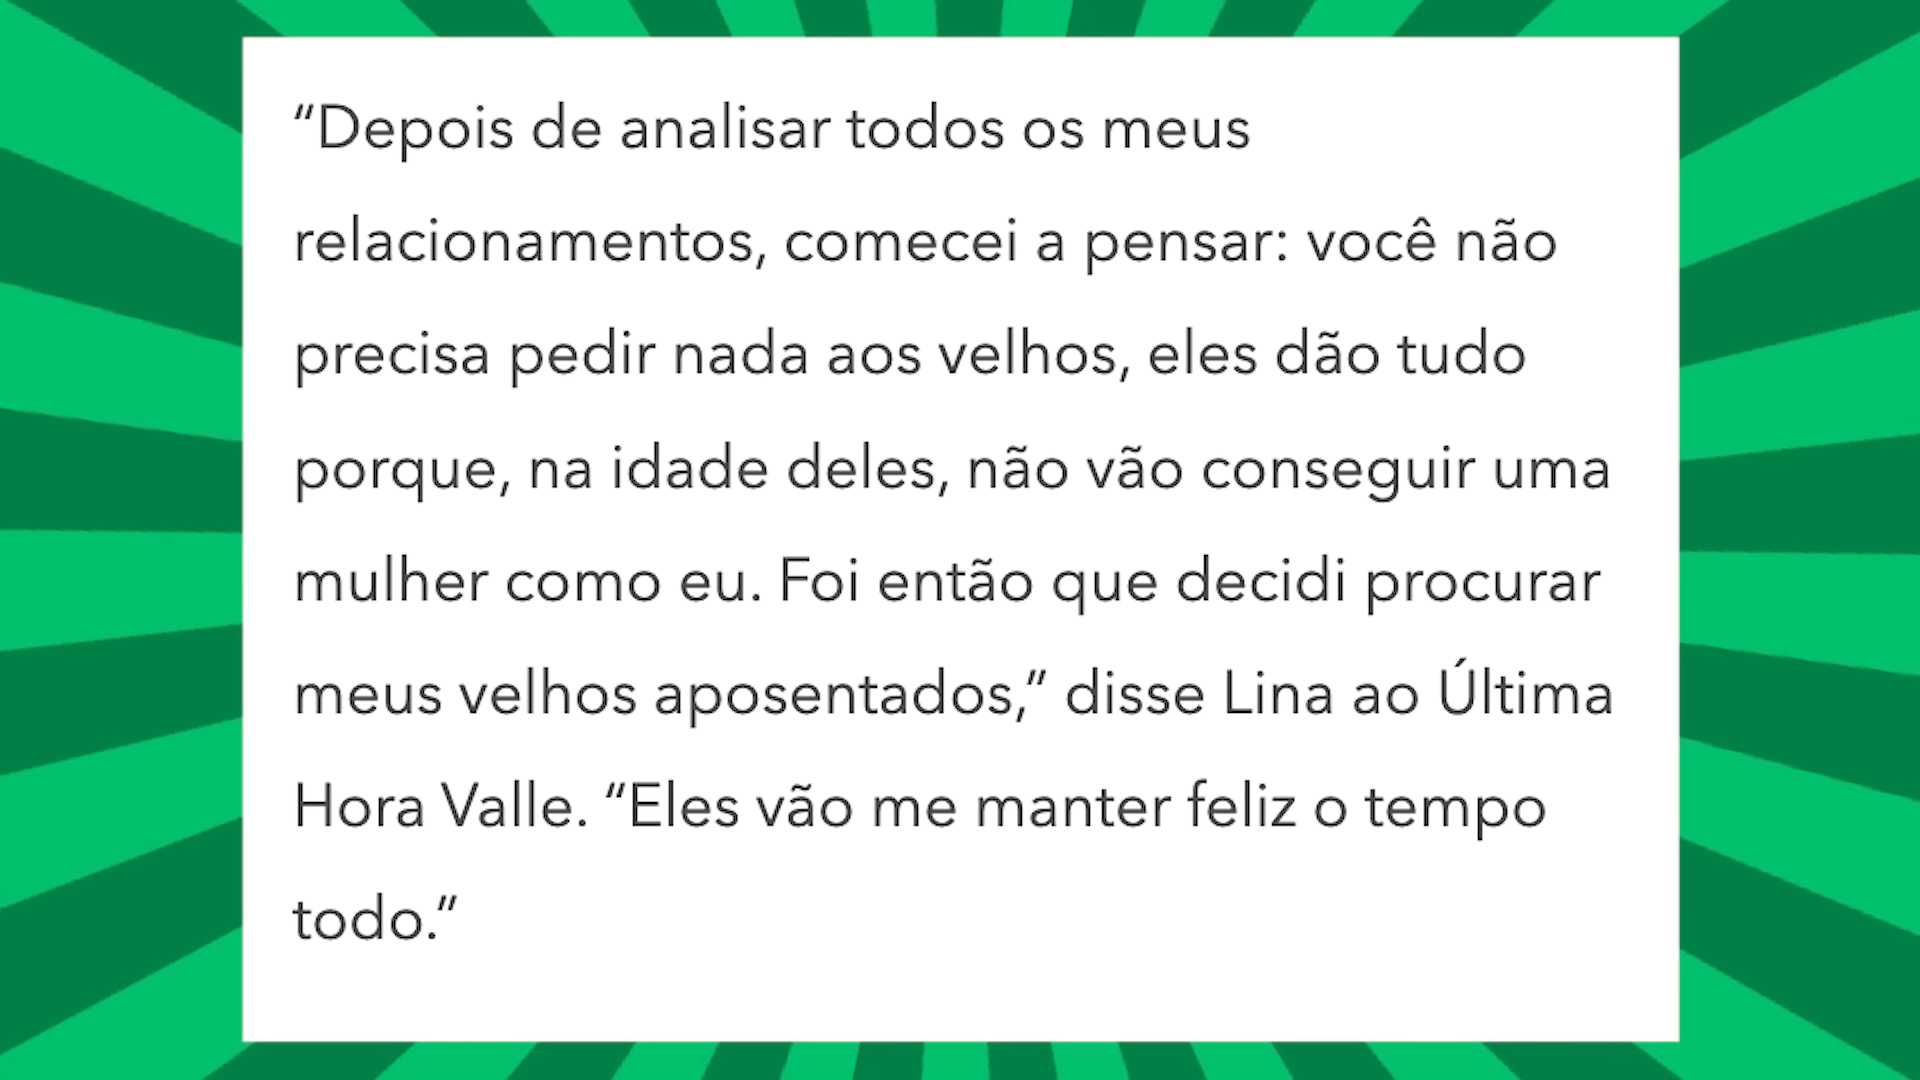 “Depois de analisar todos os meus
relacionamentos, comecei a pensar: você não
precisa pedir nada aos velhos, eles dão tudo
porque, na idade deles, não vão conseguir uma
mulher como eu. Foi então que decidi procurar
meus velhos aposentados,” disse Lina ao Última
Hora Valle. “Eles vão me manter feliz o tempo
todo.”